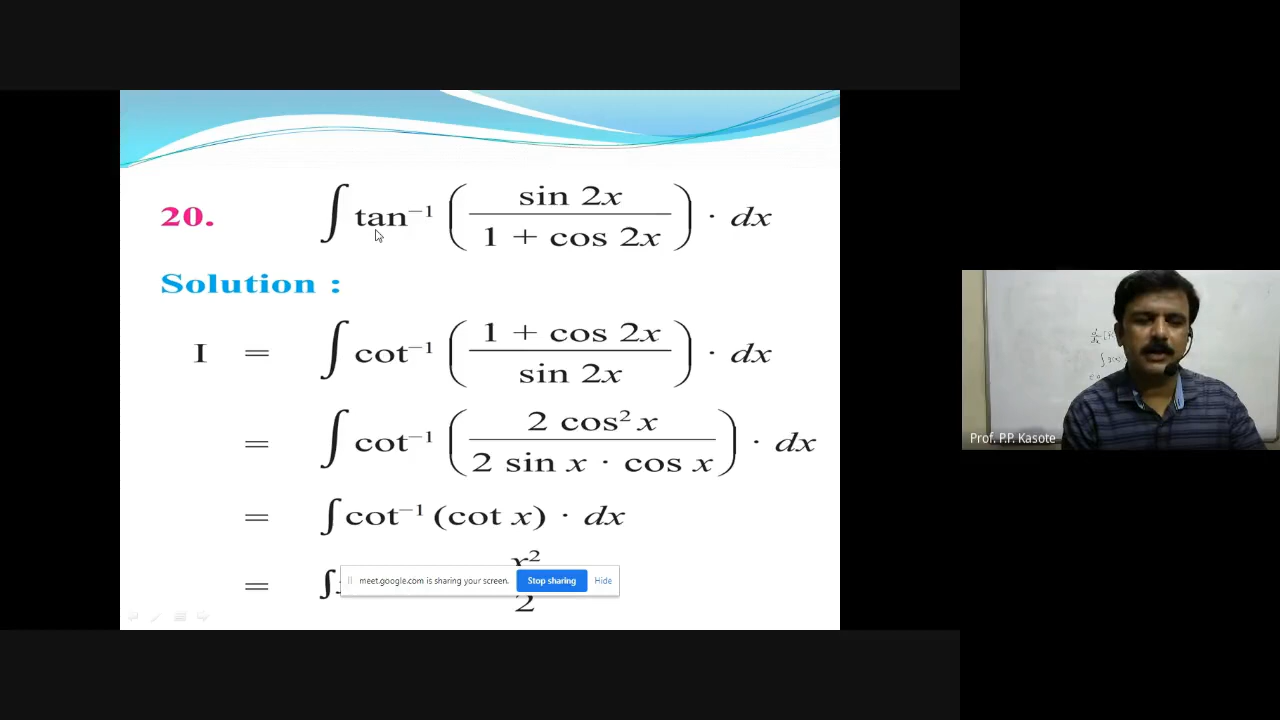 20. ∫ tan⁻¹ ( sin 2x / 1 + cos 2x ) · dx
Solution :
I = ∫ cot⁻¹ ( 1 + cos 2x / sin 2x ) · dx
= ∫ cot⁻¹ ( 2 cos² x / 2 sin x · cos x ) · dx
= ∫ cot⁻¹ (cot x) · dx
= ∫ x² / 2
meet.google.com is sharing your screen. Stop sharing Hide
Prof. P.P. Kasote